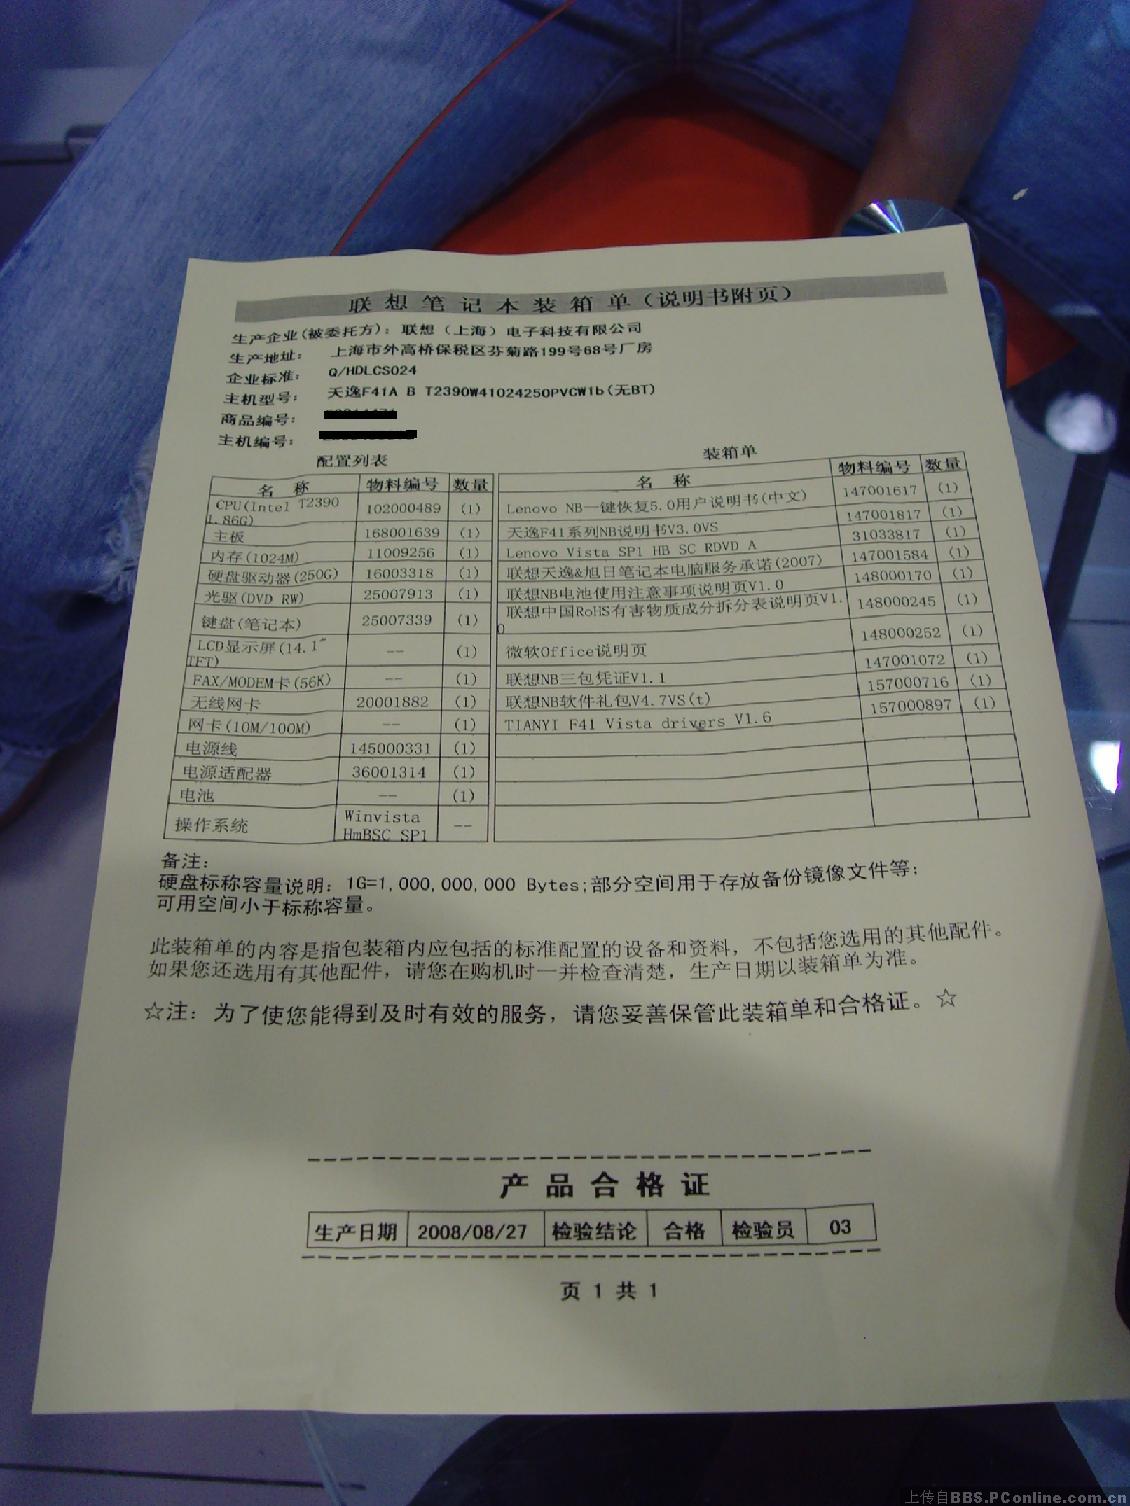 联想笔记本装箱单(说明书附页)
生产企业(被委托方): 联想（上海）电子科技有限公司
生产地址: 上海市外高桥保税区芬菊路199号68号厂房
企业标准: Q/HDLCS024
主机型号: 天逸F41A B T2390W41024250PVCW1b(无BT)
商品编号:
主机编号:
配置列表
名 称 物料编号 数量
CPU(Intel T2390 1.86G) 102000489 (1)
主板 168001639 (1)
内存(1024M) 11009256 (1)
硬盘驱动器(250G) 16003318 (1)
光驱(DVD RW) 25007913 (1)
键盘(笔记本) 25007339 (1)
LCD显示屏(14.1" TFT) -- (1)
FAX/MODEM卡(56K) -- (1)
无线网卡 20001882 (1)
网卡(10M/100M) -- (1)
电源线 145000331 (1)
电源适配器 36001314 (1)
电池 -- (1)
操作系统 Winvista HmBSC SP1 --
装箱单
名 称 物料编号 数量
Lenovo NB一键恢复5.0用户说明书(中文) 147001617 (1)
天逸F41系列NB说明书V3.0VS 147001817 (1)
Lenovo Vista SP1 HB SC RDVD A 31033817 (1)
联想天逸&旭日笔记本电脑服务承诺(2007) 147001584 (1)
联想NB电池使用注意事项说明页V1.0 148000170 (1)
联想中国RoHS有害物质成分拆分表说明页V1.0 148000245 (1)
微软Office说明页 148000252 (1)
联想NB三包凭证V1.1 147001072 (1)
联想NB软件礼包V4.7VS(t) 157000716 (1)
TIANYI F41 Vista drivers V1.6 157000897 (1)
备注:
硬盘标称容量说明: 1G=1,000,000,000 Bytes;部分空间用于存放备份镜像文件等;
可用空间小于标称容量。
此装箱单的内容是指包装箱内应包括的标准配置的设备和资料，不包括您选用的其他配件。
如果您还选用有其他配件，请您在购机时一并检查清楚，生产日期以装箱单为准。
☆注: 为了使您能得到及时有效的服务，请您妥善保管此装箱单和合格证。☆
产品合格证
生产日期 2008/08/27 检验结论 合格 检验员 03
页 1 共 1
上传自BBS.PConline.com.cn